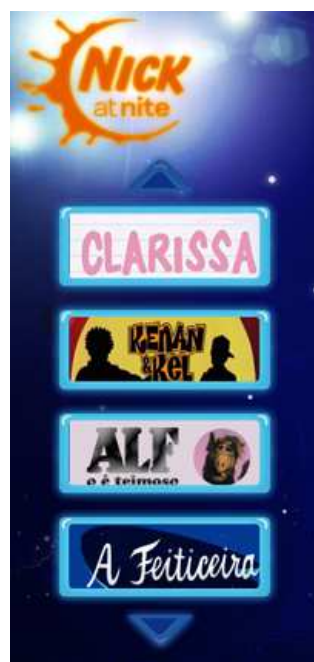 NICK
at nite
CLARISSA
KENAN
& KEL
ALF
o ê teimoso
A Feiticeira